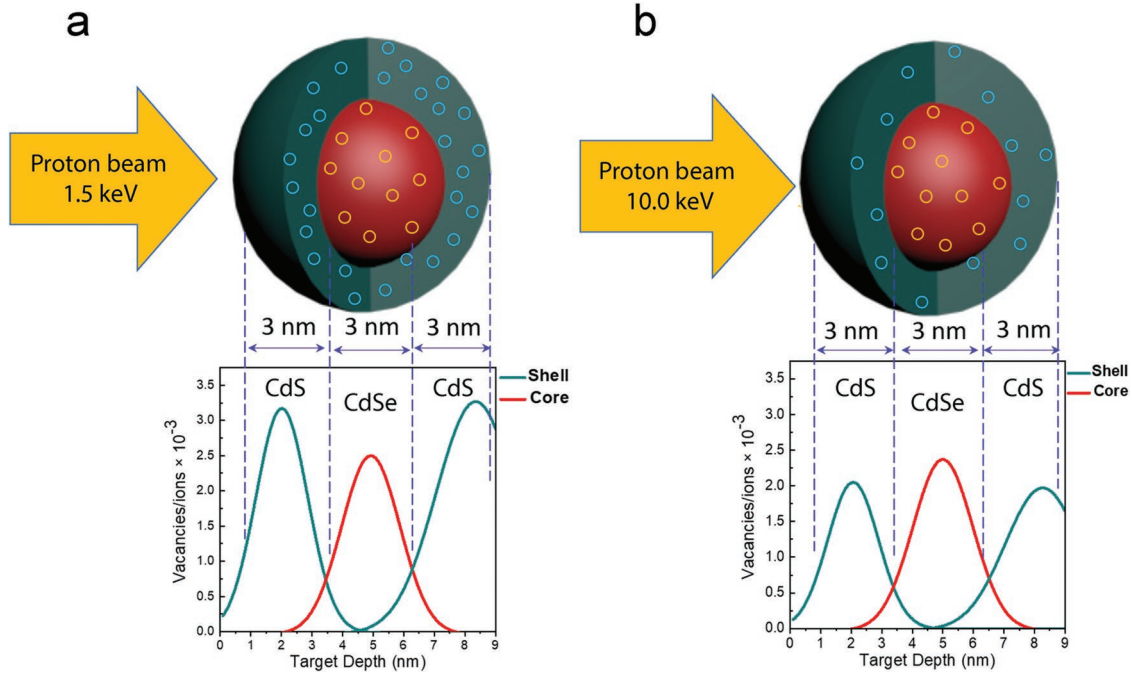 a
Proton beam
1.5 keV
3 nm 3 nm 3 nm
CdS CdSe CdS
Shell
Core
Vacancies/ions × 10⁻³
3.5
3.0
2.5
2.0
1.5
1.0
0.5
0.0
0 1 2 3 4 5 6 7 8 9
Target Depth (nm)
b
Proton beam
10.0 keV
3 nm 3 nm 3 nm
CdS CdSe CdS
Shell
Core
Vacancies/ions × 10⁻³
3.5
3.0
2.5
2.0
1.5
1.0
0.5
0.0
0 1 2 3 4 5 6 7 8 9
Target Depth (nm)